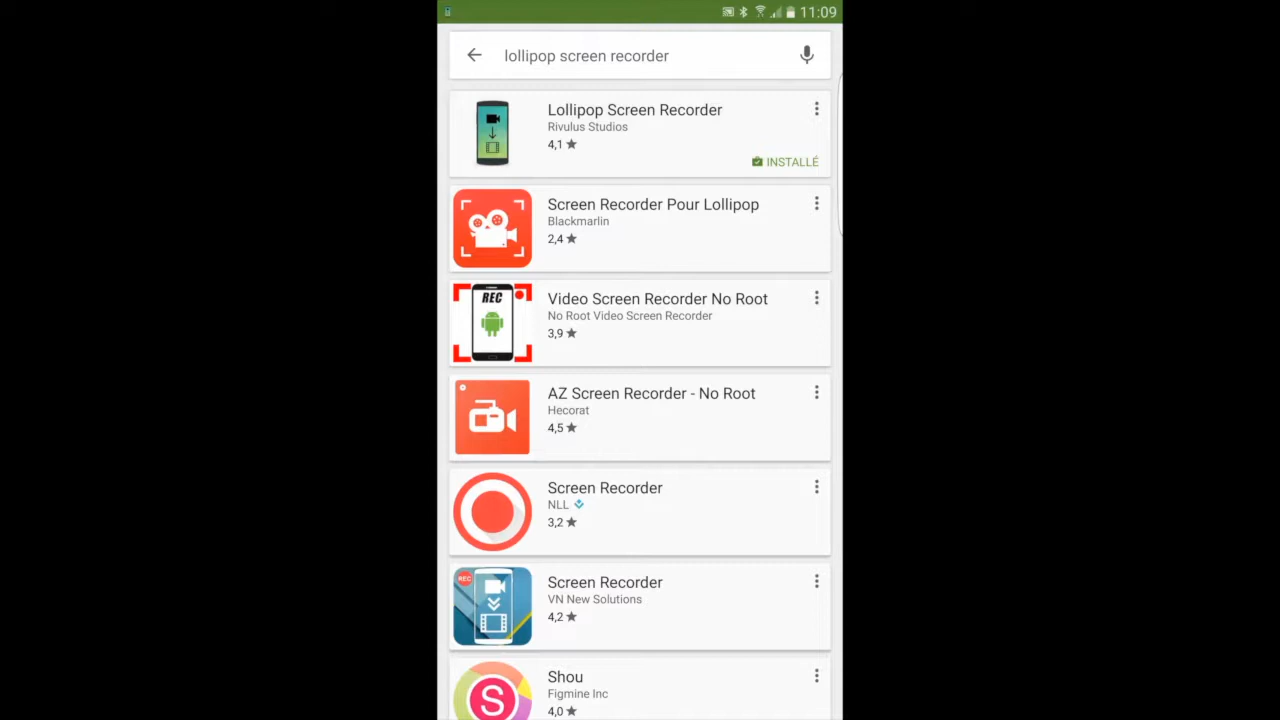 11:09
lollipop screen recorder
Lollipop Screen Recorder
Rivulus Studios
4,1 ★
INSTALLÉ
Screen Recorder Pour Lollipop
Blackmarlin
2,4 ★
REC
Video Screen Recorder No Root
No Root Video Screen Recorder
3,9 ★
AZ Screen Recorder - No Root
Hecorat
4,5 ★
Screen Recorder
NLL
3,2 ★
REC
Screen Recorder
VN New Solutions
4,2 ★
S
Shou
Figmine Inc
4,0 ★